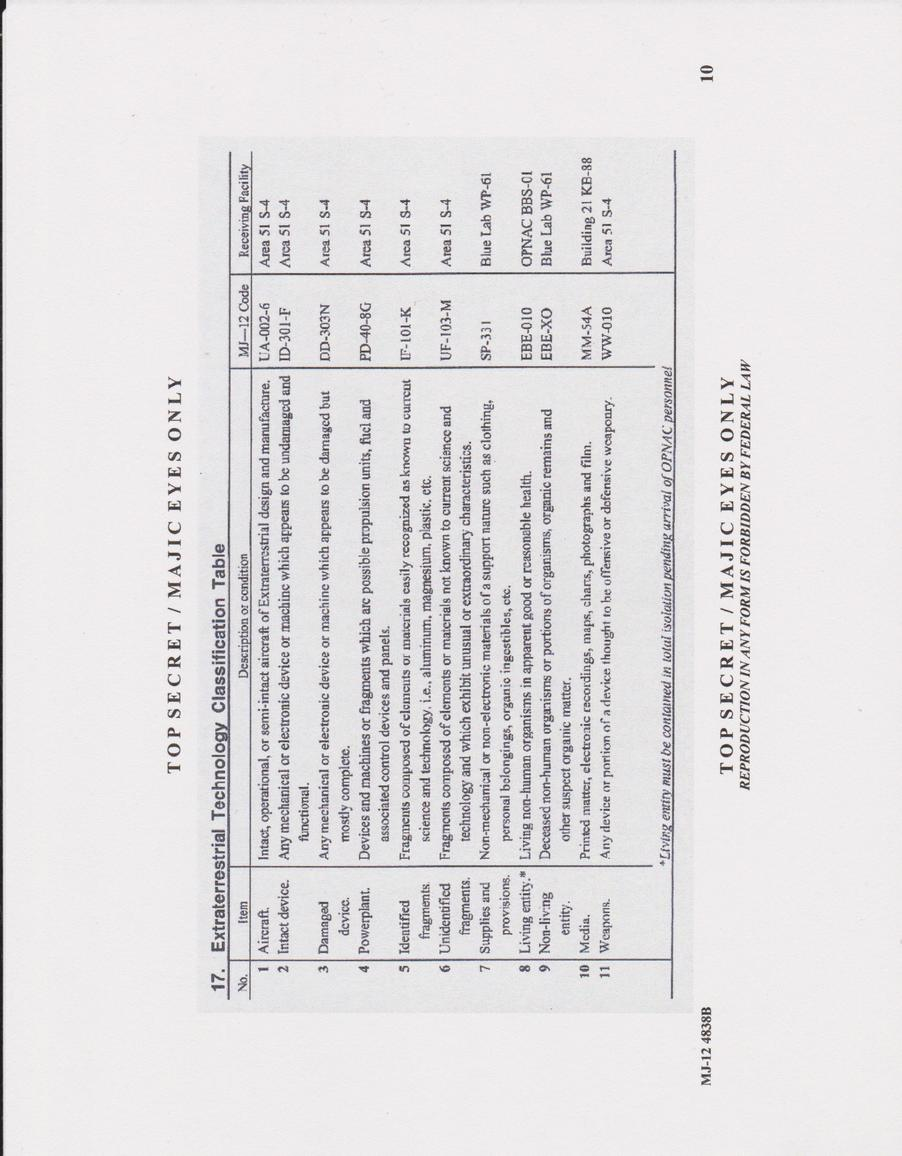 TOP SECRET / MAJIC EYES ONLY
17. Extraterrestrial Technology Classification Table
No. Item Description or condition MJ—12 Code Receiving Facility
1 Aircraft. Intact, operational, or semi-intact aircraft of Extraterrestrial design and manufacture. UA-002-6 Area 51 S-4
2 Intact device. Any mechanical or electronic device or machine which appears to be undamaged and ID-301-F Area 51 S-4
functional.
3 Damaged Any mechanical or electronic device or machine which appears to be damaged but DD-303N Area 51 S-4
device. mostly complete.
4 Powerplant. Devices and machines or fragments which are possible propulsion units, fuel and PD-40-8G Area 51 S-4
associated control devices and panels.
5 Identified Fragments composed of elements or materials easily recognized as known to current IF-101-K Area 51 S-4
fragments. science and technology, i.e., aluminum, magnesium, plastic, etc.
6 Unidentified Fragments composed of elements or materials not known to current science and UF-103-M Area 51 S-4
fragments. technology and which exhibit unusual or extraordinary characteristics.
7 Supplies and Non-mechanical or non-electronic materials of a support nature such as clothing, SP-331 Blue Lab WP-61
provisions. personal belongings, organic ingestibles, etc.
8 Living entity.* Living non-human organisms in apparent good or reasonable health. EBE-010 OPNAC BBS-01
9 Non-living Deceased non-human organisms or portions of organisms, organic remains and EBE-XO Blue Lab WP-61
entity. other suspect organic matter.
10 Media. Printed matter, electronic recordings, maps, charts, photographs and film. MM-54A Building 21 KB-88
11 Weapons. Any device or portion of a device thought to be offensive or defensive weaponry. WW-010 Area 51 S-4
*Living entity must be contained in total isolation pending arrival of OPNAC personnel
MJ-12 4838B 10
TOP SECRET / MAJIC EYES ONLY
REPRODUCTION IN ANY FORM IS FORBIDDEN BY FEDERAL LAW